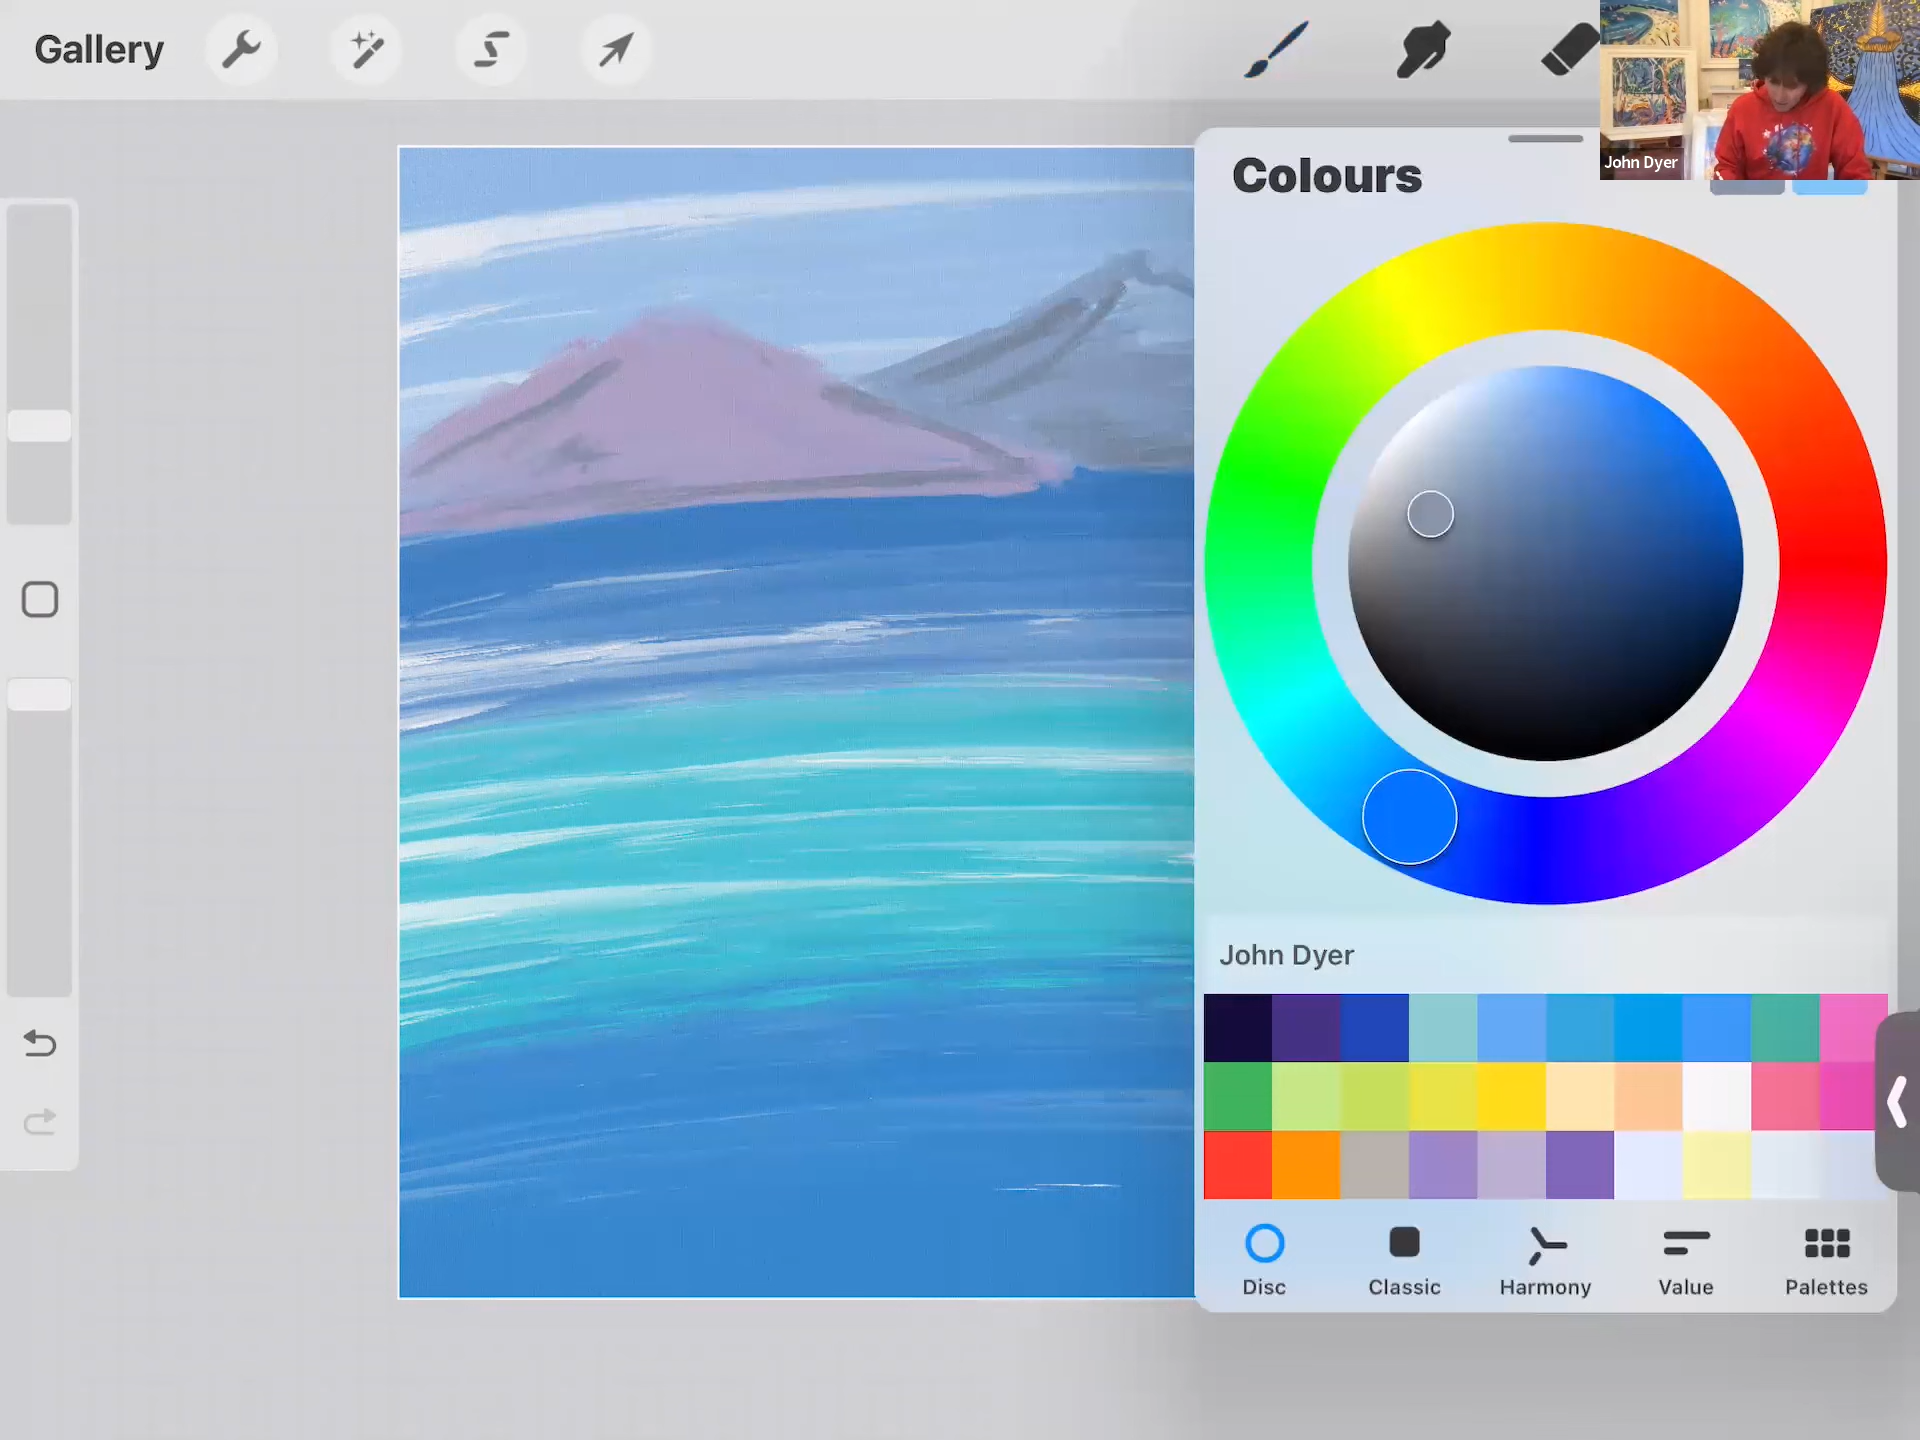 Gallery
John Dyer
Colours
John Dyer
Disc
Classic
Harmony
Value
Palettes